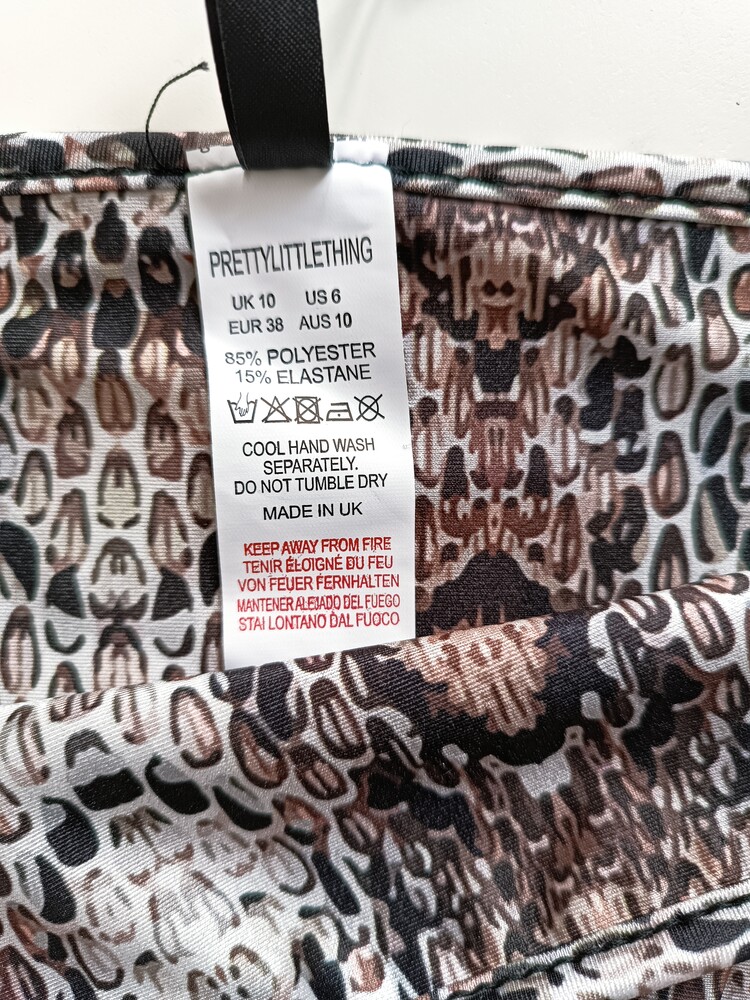 PRETTYLITTLETHING
UK 10 US 6
EUR 38 AUS 10
85% POLYESTER
15% ELASTANE
COOL HAND WASH
SEPARATELY.
DO NOT TUMBLE DRY
MADE IN UK
KEEP AWAY FROM FIRE
TENIR ÉLOIGNÉ DU FEU
VON FEUER FERNHALTEN
MANTENER ALEJADO DEL FUEGO
STAI LONTANO DAL FUOCO